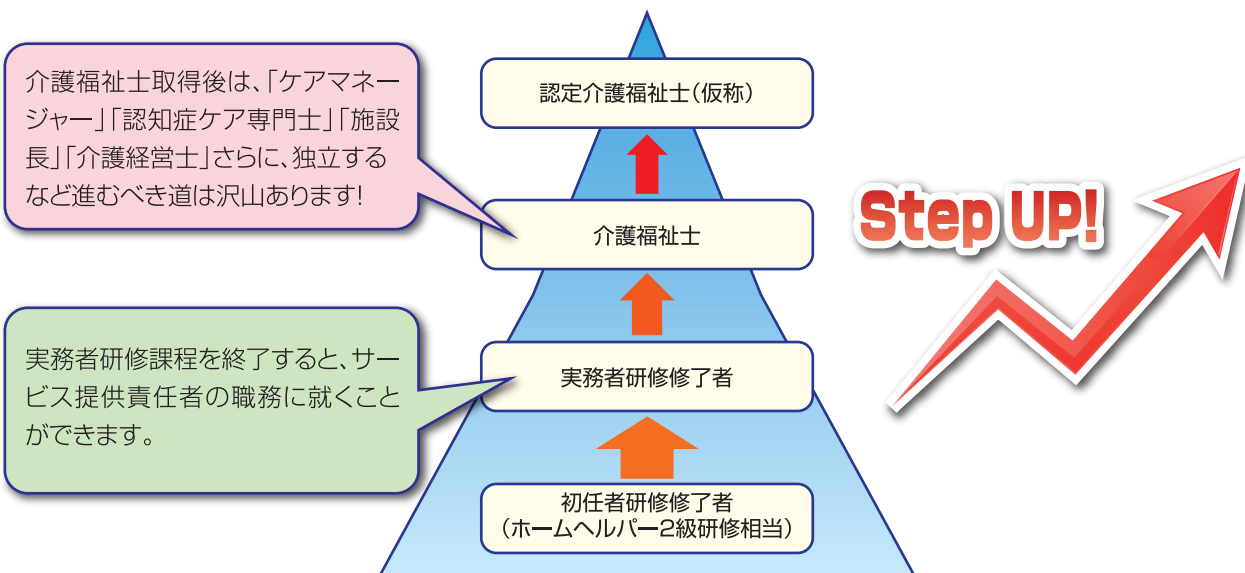 介護福祉士取得後は、「ケアマネー
ジャー」「認知症ケア専門士」「施設
長」「介護経営士」さらに、独立する
など進むべき道は沢山あります!
実務者研修課程を終了すると、サー
ビス提供責任者の職務に就くこと
ができます。
認定介護福祉士(仮称)
介護福祉士
実務者研修修了者
初任者研修修了者
(ホームヘルパー2級研修相当)
Step UP!